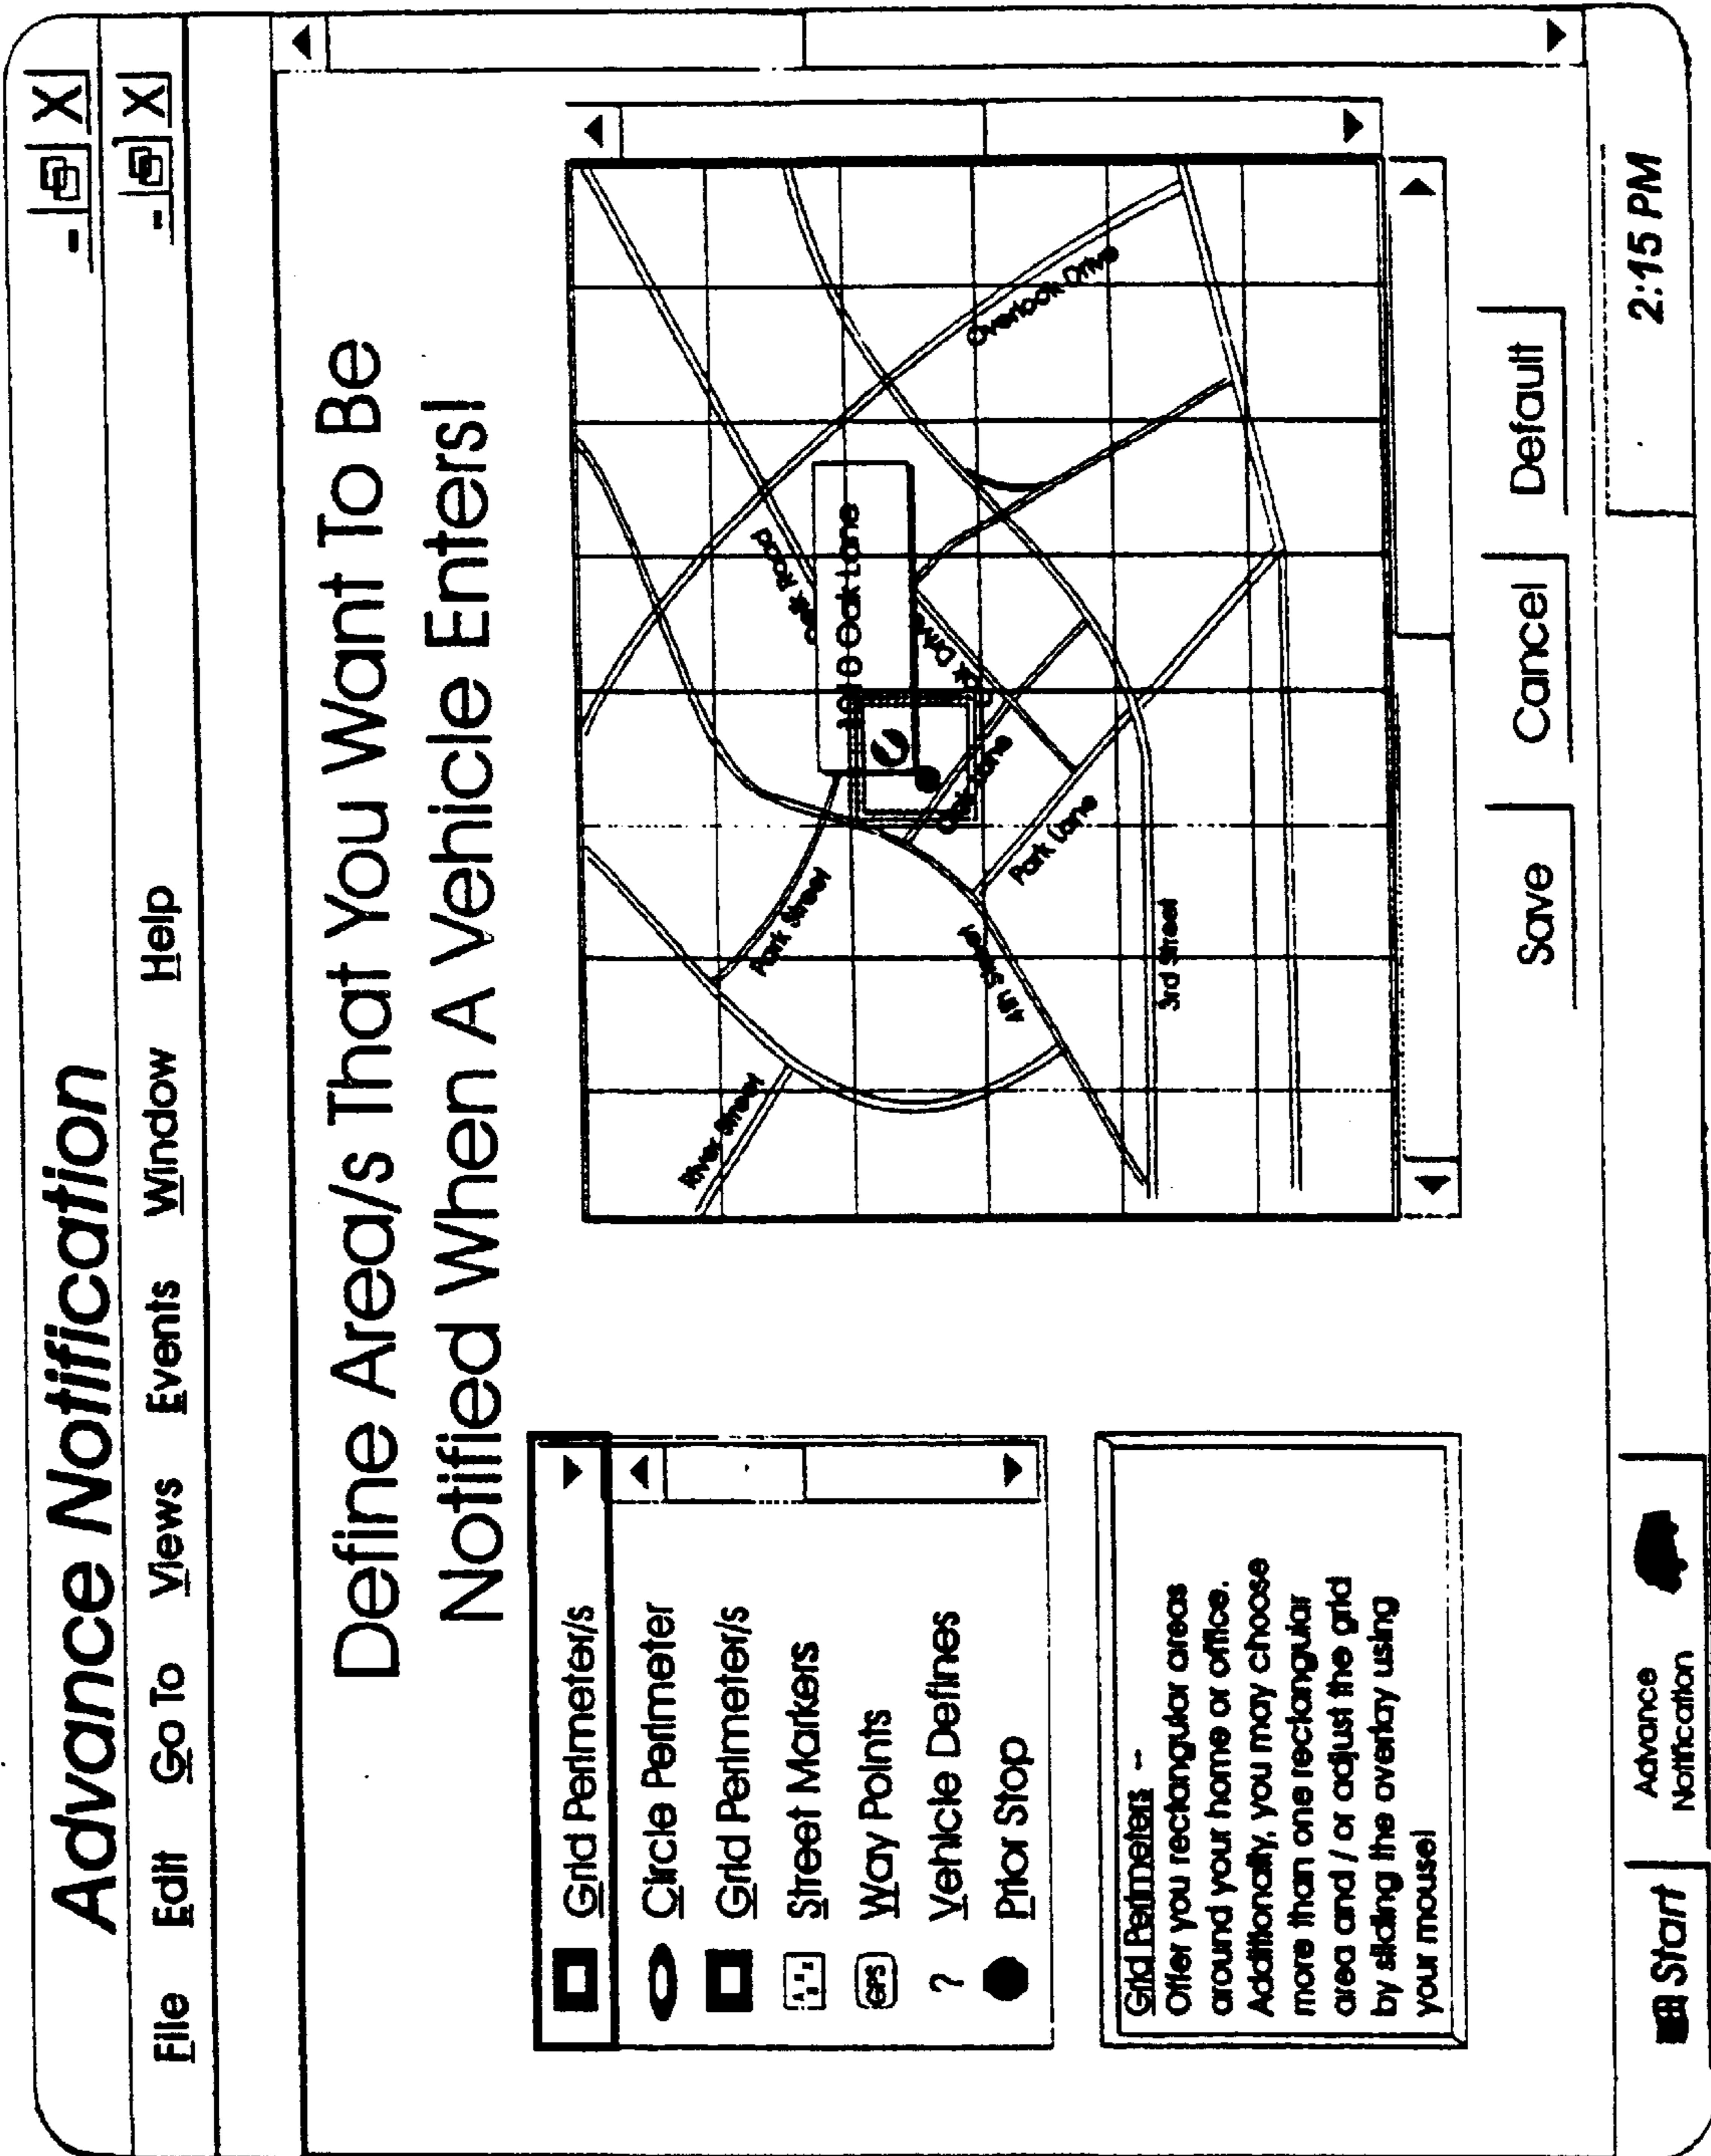 Advance Notification
File Edit Go To Views Events Window Help
Define Area/s That You Want To Be
Notified When A Vehicle Enters!
Grid Perimeter/s
Circle Perimeter
Grid Perimeter/s
Street Markers
GPS Way Points
? Vehicle Defines
Prior Stop
Grid Perimeters --
Offer you rectangular areas
around your home or office.
Additionally, you may choose
more than one rectangular
area and / or adjust the grid
by sliding the overlay using
your mouse!
River Street
Park Street
4th Street
3rd Street
Park Lane
Oak Lane
Oak Lane
Road
Overlook Drive
Save Cancel Default
Start
Advance
Notification
2:15 PM